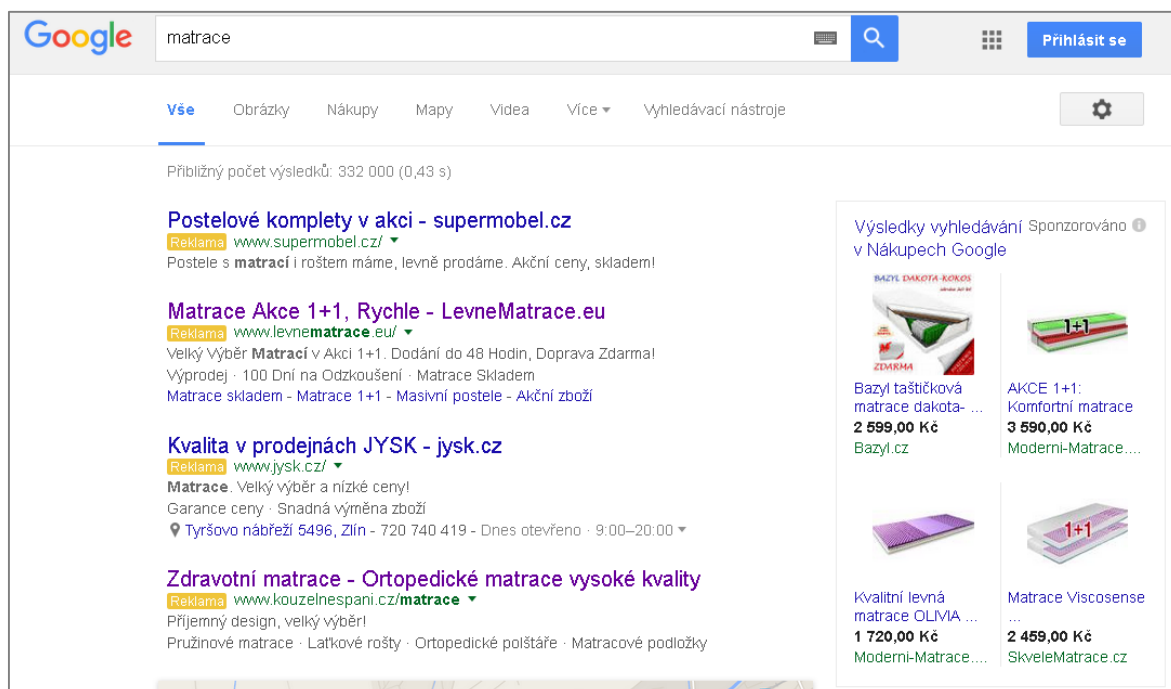 Google
matrace
Přihlásit se
Vše Obrázky Nákupy Mapy Videa Více Vyhledávací nástroje
Přibližný počet výsledků: 332 000 (0,43 s)
Postelové komplety v akci - supermobel.cz
Reklama www.supermobel.cz/
Postele s matrací i roštem máme, levně prodáme. Akční ceny, skladem!
Matrace Akce 1+1, Rychle - LevneMatrace.eu
Reklama www.levnematrace.eu/
Velký Výběr Matrací v Akci 1+1. Dodání do 48 Hodin, Doprava Zdarma!
Výprodej · 100 Dní na Odzkoušení · Matrace Skladem
Matrace skladem - Matrace 1+1 - Masivní postele - Akční zboží
Kvalita v prodejnách JYSK - jysk.cz
Reklama www.jysk.cz/
Matrace. Velký výběr a nízké ceny!
Garance ceny · Snadná výměna zboží
Tyršovo nábřeží 5496, Zlín - 720 740 419 - Dnes otevřeno · 9:00–20:00
Zdravotní matrace - Ortopedické matrace vysoké kvality
Reklama www.kouzelnespani.cz/matrace
Příjemný design, velký výběr!
Pružinové matrace · Laťkové rošty · Ortopedické polštáře · Matracové podložky
Výsledky vyhledávání Sponzorováno
v Nákupech Google
BAZYL DAKOTA-KOKOS
ZDARMA
Bazyl taštičková
matrace dakota- ...
2 599,00 Kč
Bazyl.cz
1+1
AKCE 1+1:
Komfortní matrace
3 590,00 Kč
Moderni-Matrace....
Kvalitní levná
matrace OLIVIA ...
1 720,00 Kč
Moderni-Matrace....
1+1
Matrace Viscosense
...
2 459,00 Kč
SkveleMatrace.cz